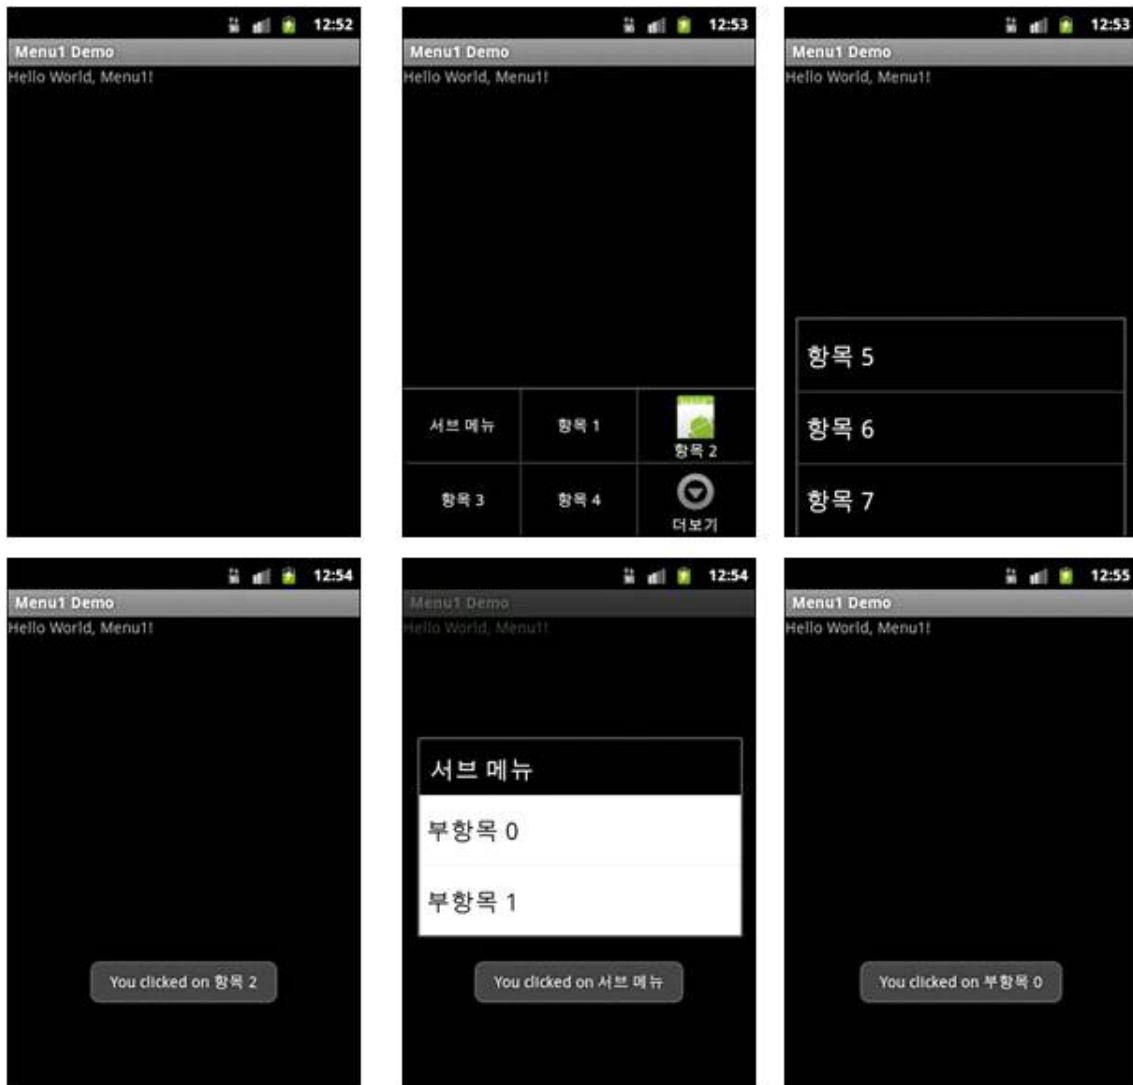 12:52
Menu1 Demo
Hello World, Menu1!
12:53
Menu1 Demo
Hello World, Menu1!
서브 메뉴
항목 1
항목 2
항목 3
항목 4
더보기
12:53
Menu1 Demo
Hello World, Menu1!
항목 5
항목 6
항목 7
12:54
Menu1 Demo
Hello World, Menu1!
You clicked on 항목 2
12:54
Menu1 Demo
Hello World, Menu1!
서브 메뉴
부항목 0
부항목 1
You clicked on 서브 메뉴
12:55
Menu1 Demo
Hello World, Menu1!
You clicked on 부항목 0